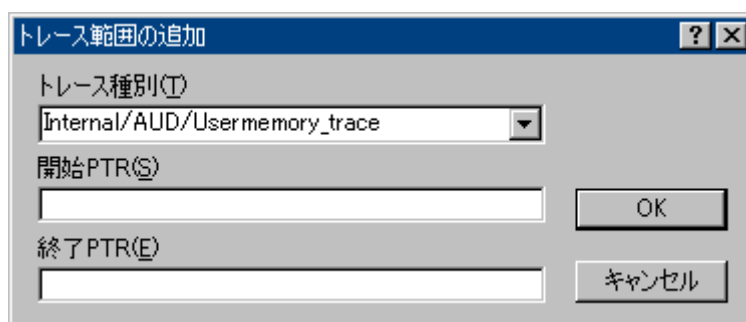 トレース範囲の追加
トレース種別(T)
Internal/AUD/Usermemory_trace
開始PTR(S)
OK
終了PTR(E)
キャンセル